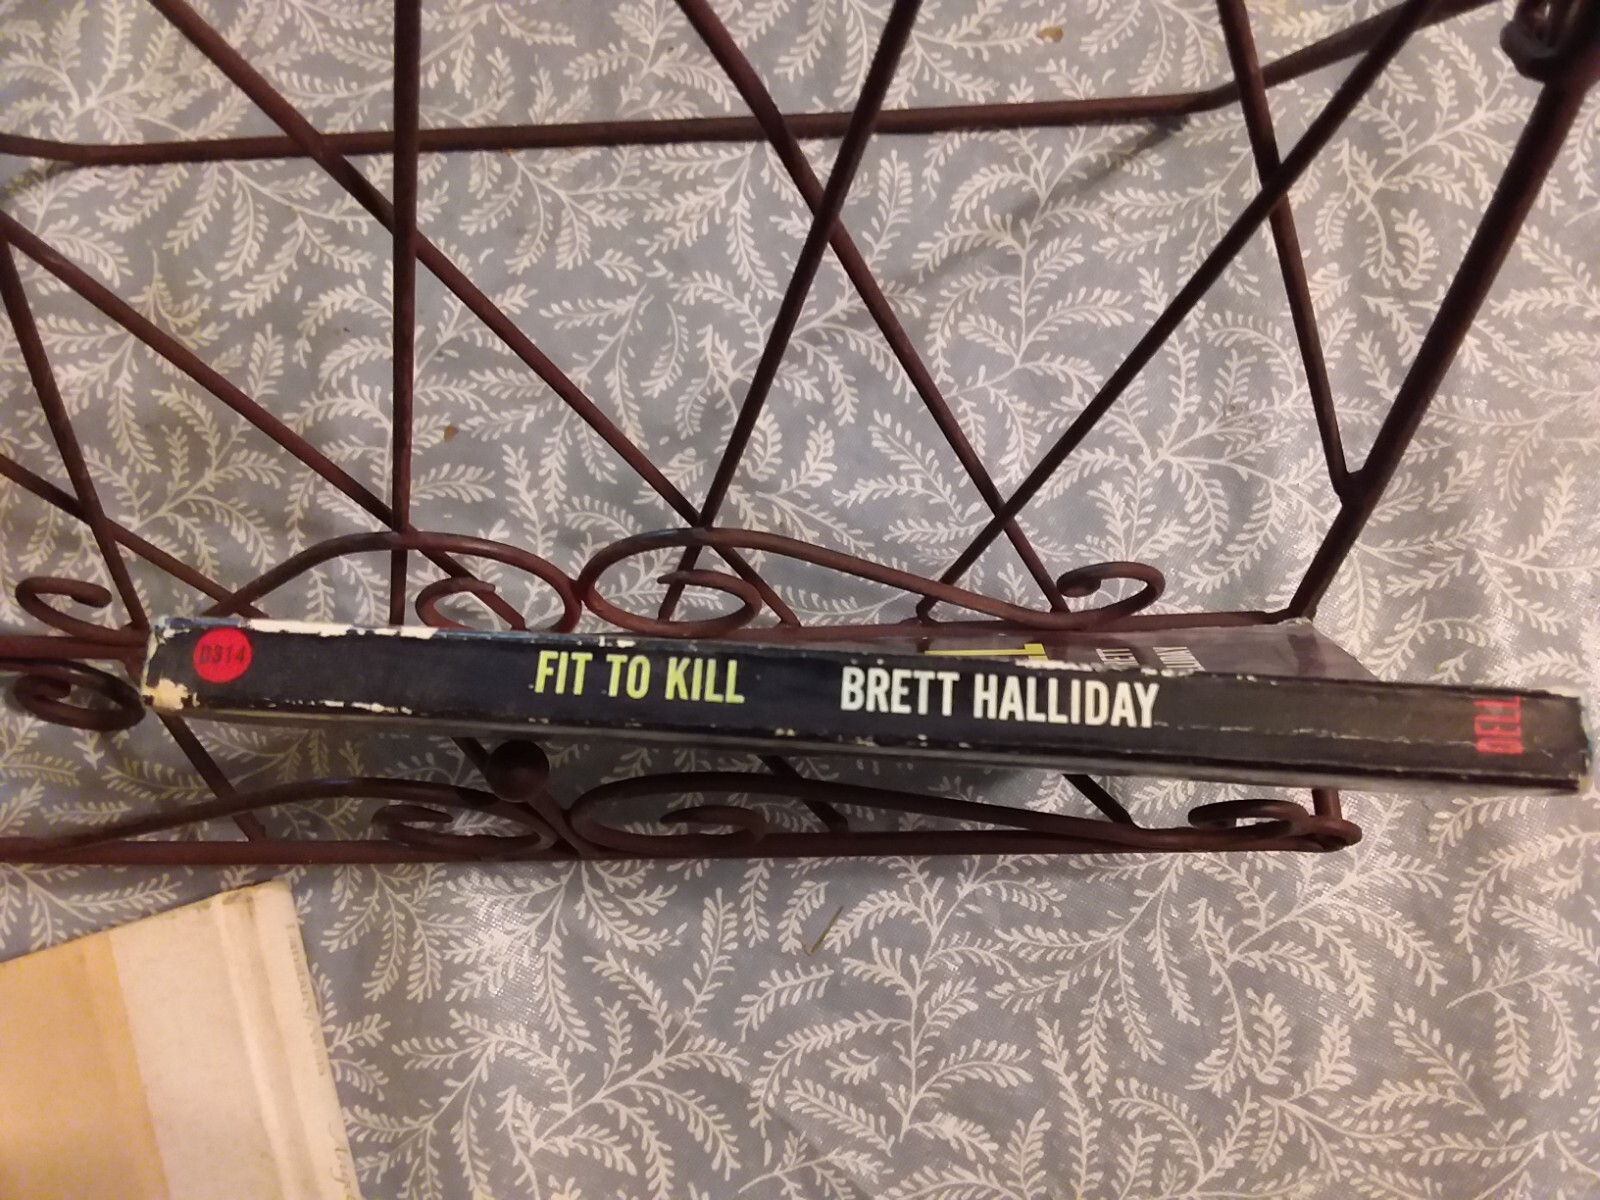 D314
FIT TO KILL
BRETT HALLIDAY
DELL